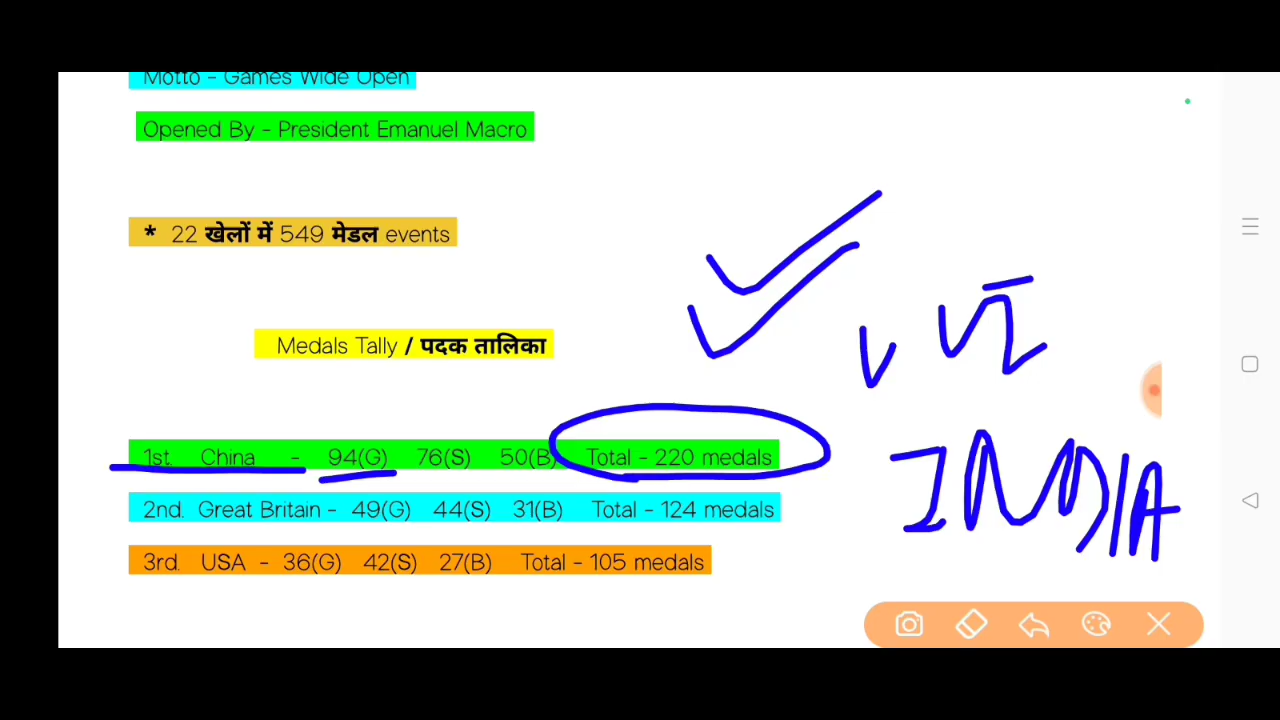 Motto - Games Wide Open
Opened By - President Emanuel Macro
* 22 खेलों में 549 मेडल events
Medals Tally / पदक तालिका
1st. China - 94(G) 76(S) 50(B) Total - 220 medals
2nd. Great Britain - 49(G) 44(S) 31(B) Total - 124 medals
3rd. USA - 36(G) 42(S) 27(B) Total - 105 medals
INDIA